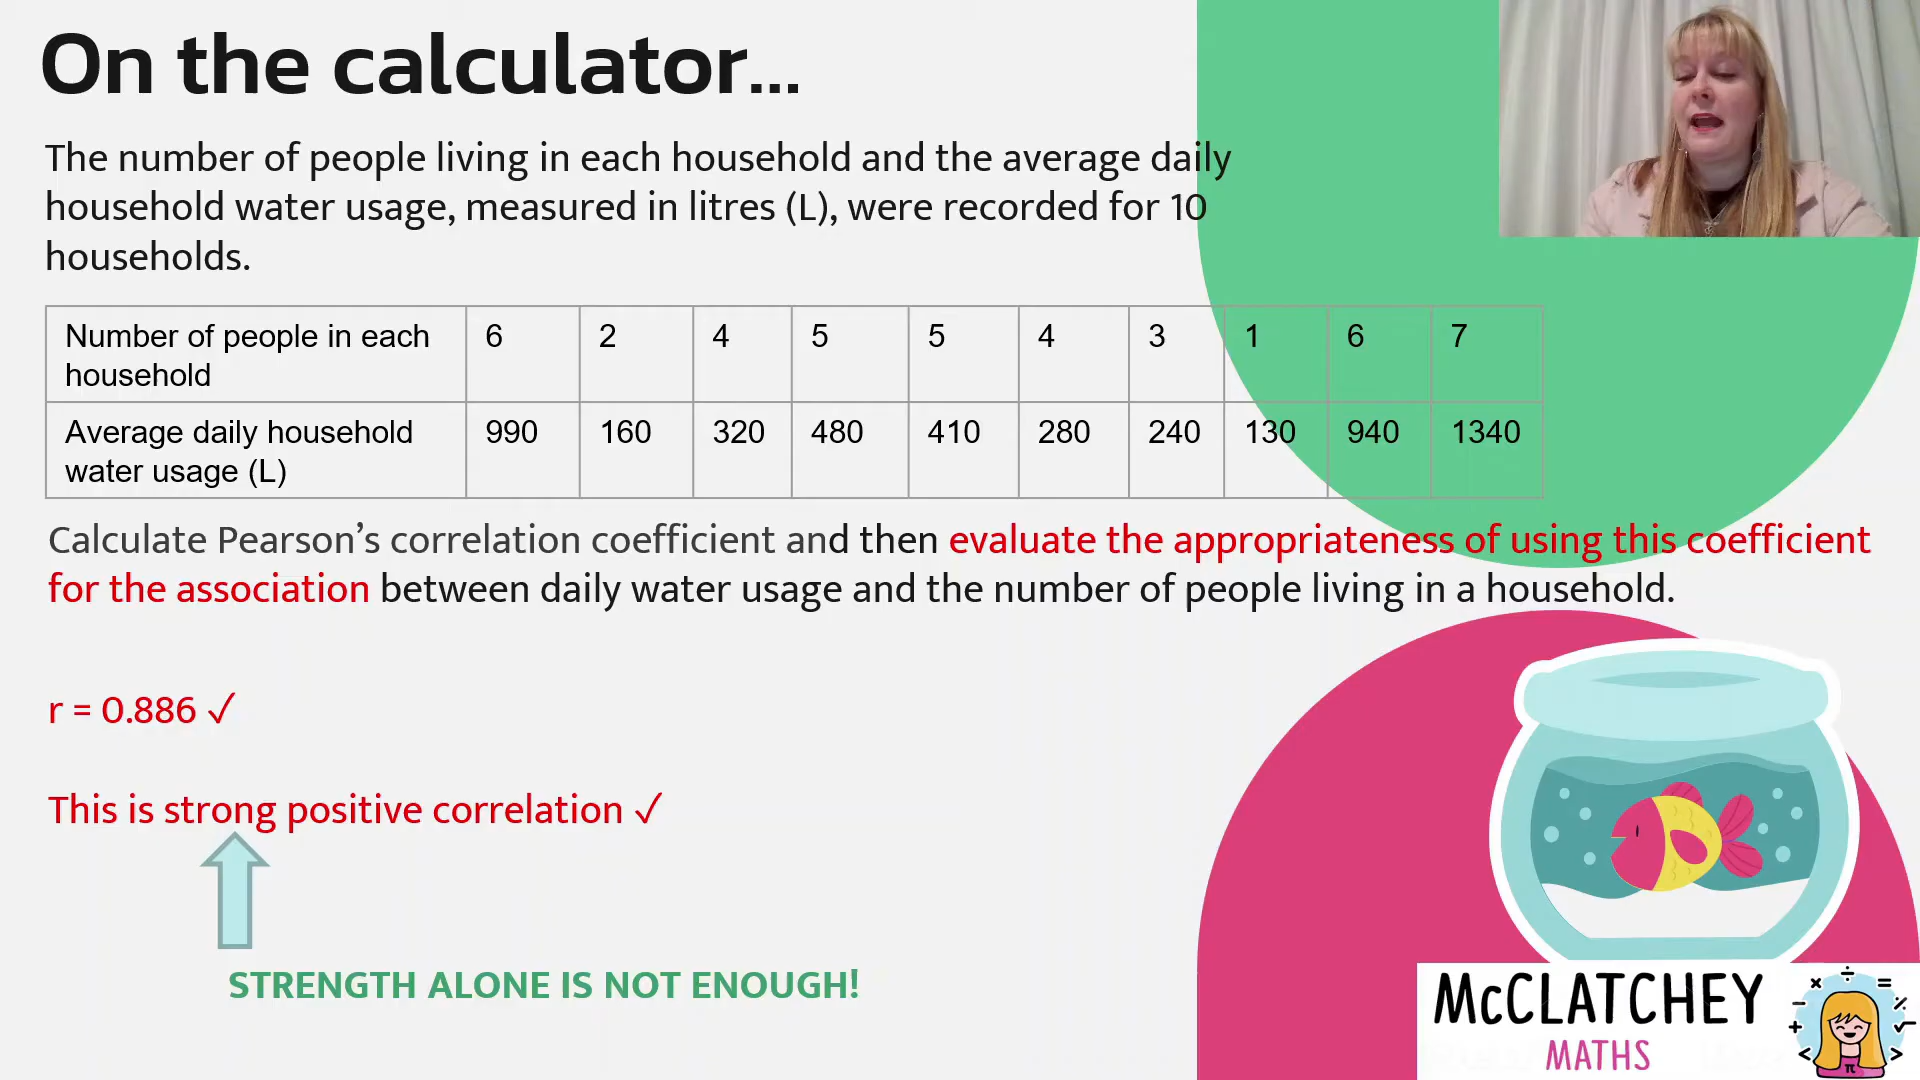 On the calculator...
The number of people living in each household and the average daily
household water usage, measured in litres (L), were recorded for 10
households.
Number of people in each household 6 2 4 5 5 4 3 1 6 7
Average daily household water usage (L) 990 160 320 480 410 280 240 130 940 1340
Calculate Pearson’s correlation coefficient and then evaluate the appropriateness of using this coefficient
for the association between daily water usage and the number of people living in a household.
r = 0.886 ✓
This is strong positive correlation ✓
STRENGTH ALONE IS NOT ENOUGH!
McCLATCHEY
MATHS
× ÷ = − % + √ < π >